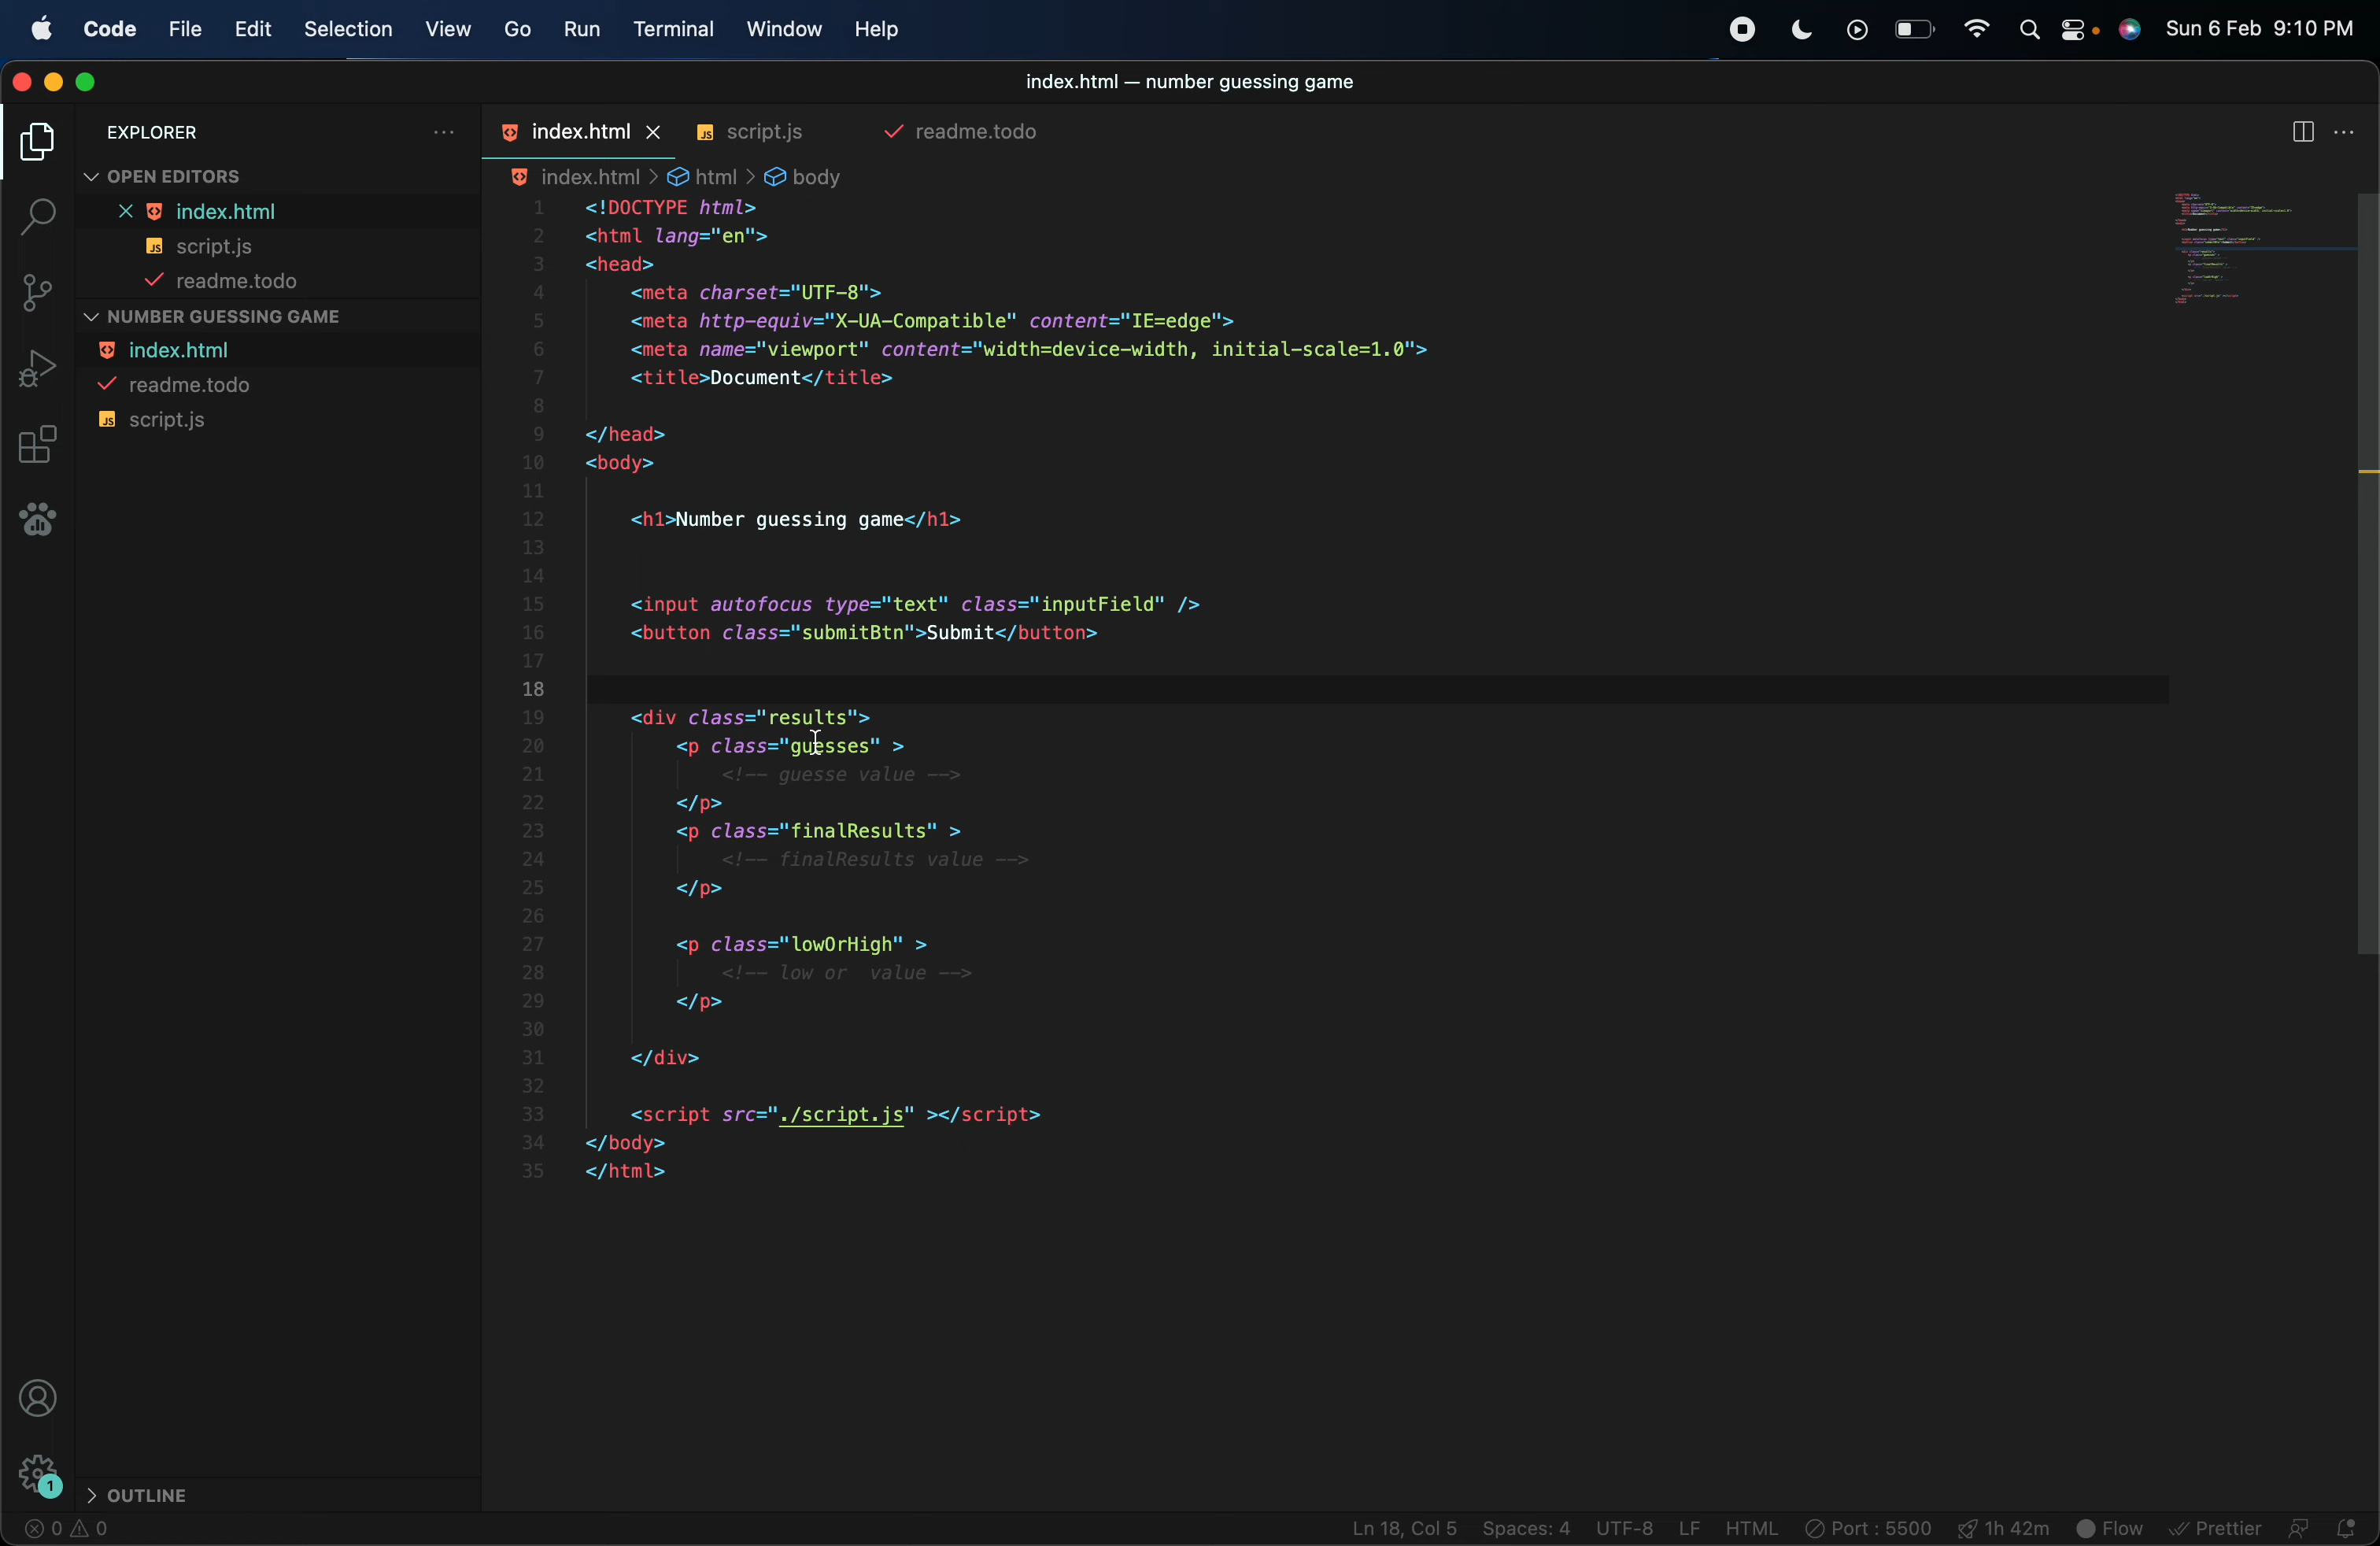 Code File Edit Selection View Go Run Terminal Window Help Sun 6 Feb 9:10 PM
index.html — number guessing game
EXPLORER
OPEN EDITORS
index.html
script.js
readme.todo
NUMBER GUESSING GAME
index.html
readme.todo
script.js
OUTLINE
index.html script.js readme.todo
index.html > html > body
1 <!DOCTYPE html>
2 <html lang="en">
3 <head>
4 <meta charset="UTF-8">
5 <meta http-equiv="X-UA-Compatible" content="IE=edge">
6 <meta name="viewport" content="width=device-width, initial-scale=1.0">
7 <title>Document</title>
8
9 </head>
10 <body>
11
12 <h1>Number guessing game</h1>
13
14
15 <input autofocus type="text" class="inputField" />
16 <button class="submitBtn">Submit</button>
17
18
19 <div class="results">
20 <p class="guesses" >
21 <!-- guesse value -->
22 </p>
23 <p class="finalResults" >
24 <!-- finalResults value -->
25 </p>
26
27 <p class="lowOrHigh" >
28 <!-- low or  value -->
29 </p>
30
31 </div>
32
33 <script src="./script.js" ></script>
34 </body>
35 </html>
1
0 0 Ln 18, Col 5 Spaces: 4 UTF-8 LF HTML Port : 5500 1h 42m Flow Prettier